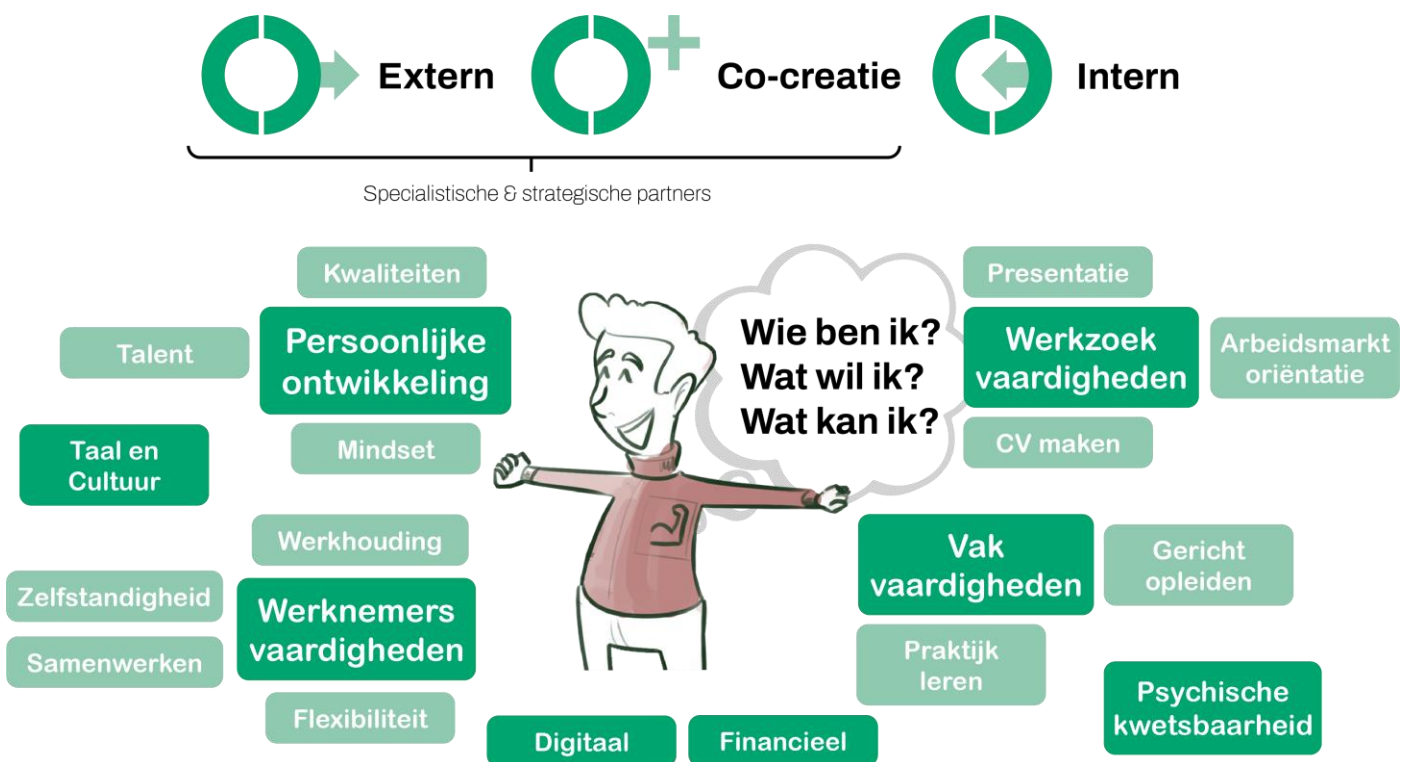 Extern
Co-creatie
Intern
Specialistische & strategische partners
Kwaliteiten
Persoonlijke
ontwikkeling
Talent
Mindset
Taal en
Cultuur
Wie ben ik?
Wat wil ik?
Wat kan ik?
Presentatie
Werkzoek
vaardigheden
Arbeidsmarkt
oriëntatie
CV maken
Werkhouding
Zelfstandigheid
Werknemers
vaardigheden
Samenwerken
Flexibiliteit
Vak
vaardigheden
Gericht
opleiden
Praktijk
leren
Psychische
kwetsbaarheid
Digitaal
Financieel